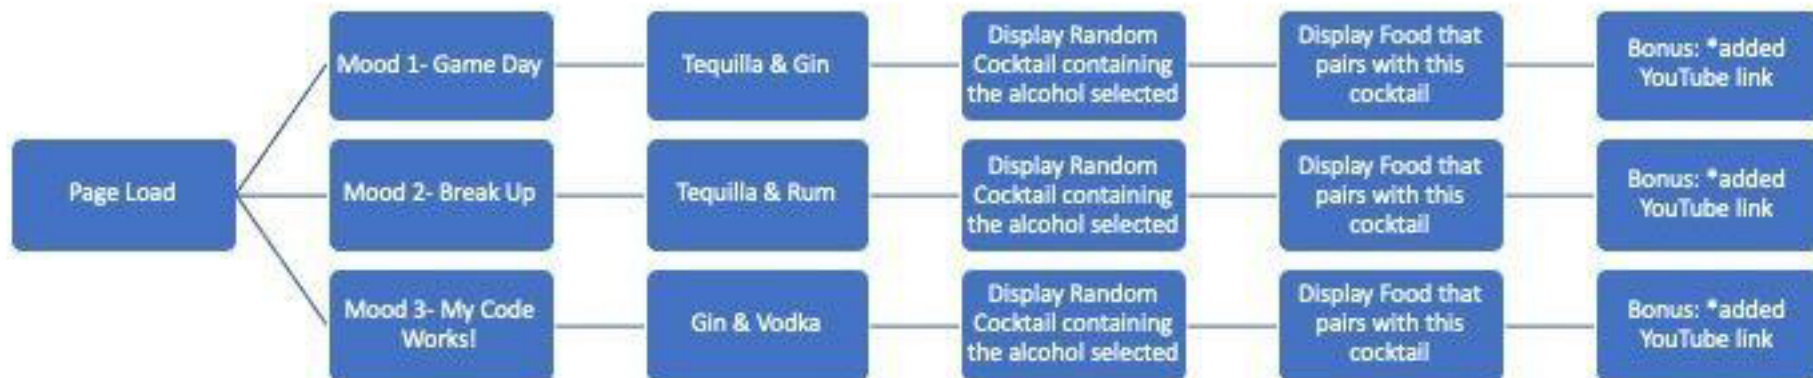 Page Load
Mood 1- Game Day
Tequilla & Gin
Display Random
Cocktail containing
the alcohol selected
Display Food that
pairs with this
cocktail
Bonus: *added
YouTube link
Mood 2- Break Up
Tequilla & Rum
Display Random
Cocktail containing
the alcohol selected
Display Food that
pairs with this
cocktail
Bonus: *added
YouTube link
Mood 3- My Code
Works!
Gin & Vodka
Display Random
Cocktail containing
the alcohol selected
Display Food that
pairs with this
cocktail
Bonus: *added
YouTube link